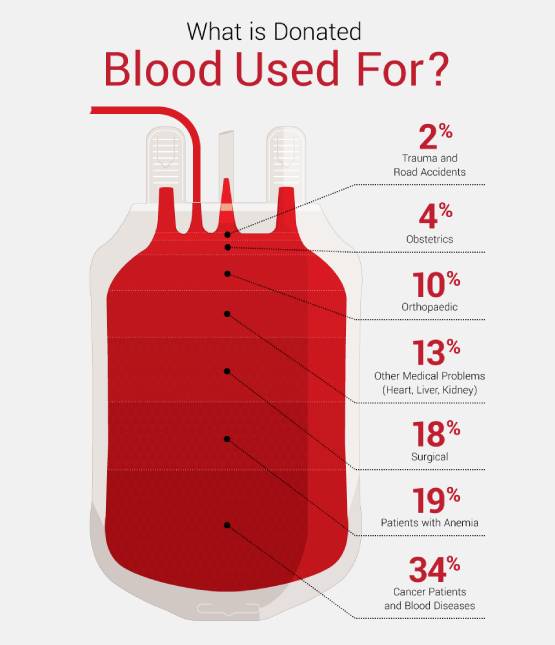 What is Donated
Blood Used For?
2%
Trauma and
Road Accidents
4%
Obstetrics
10%
Orthopaedic
13%
Other Medical Problems
(Heart, Liver, Kidney)
18%
Surgical
19%
Patients with Anemia
34%
Cancer Patients
and Blood Diseases